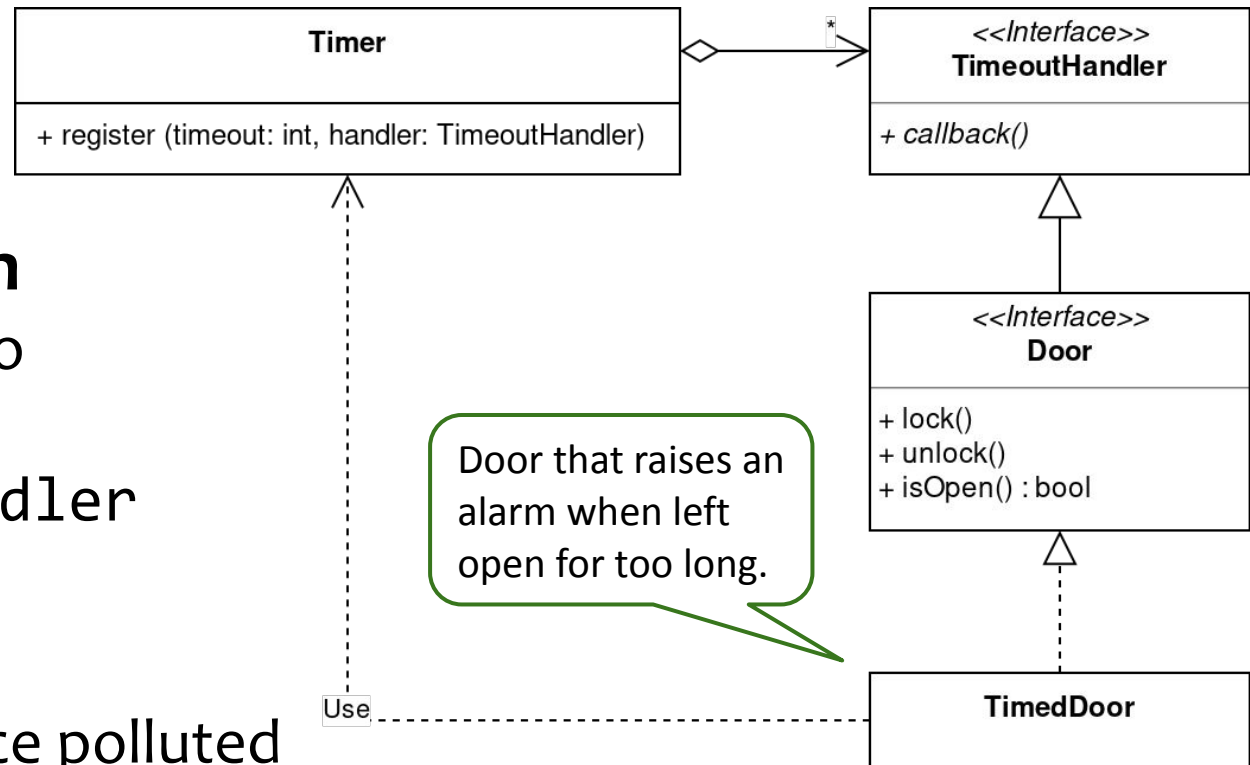 Timer
+ register (timeout: int, handler: TimeoutHandler)
*
<<Interface>>
TimeoutHandler
+ callback()
<<Interface>>
Door
+ lock()
+ unlock()
+ isOpen() : bool
Door that raises an
alarm when left
open for too long.
Use
TimedDoor
n
o
dler
ce polluted